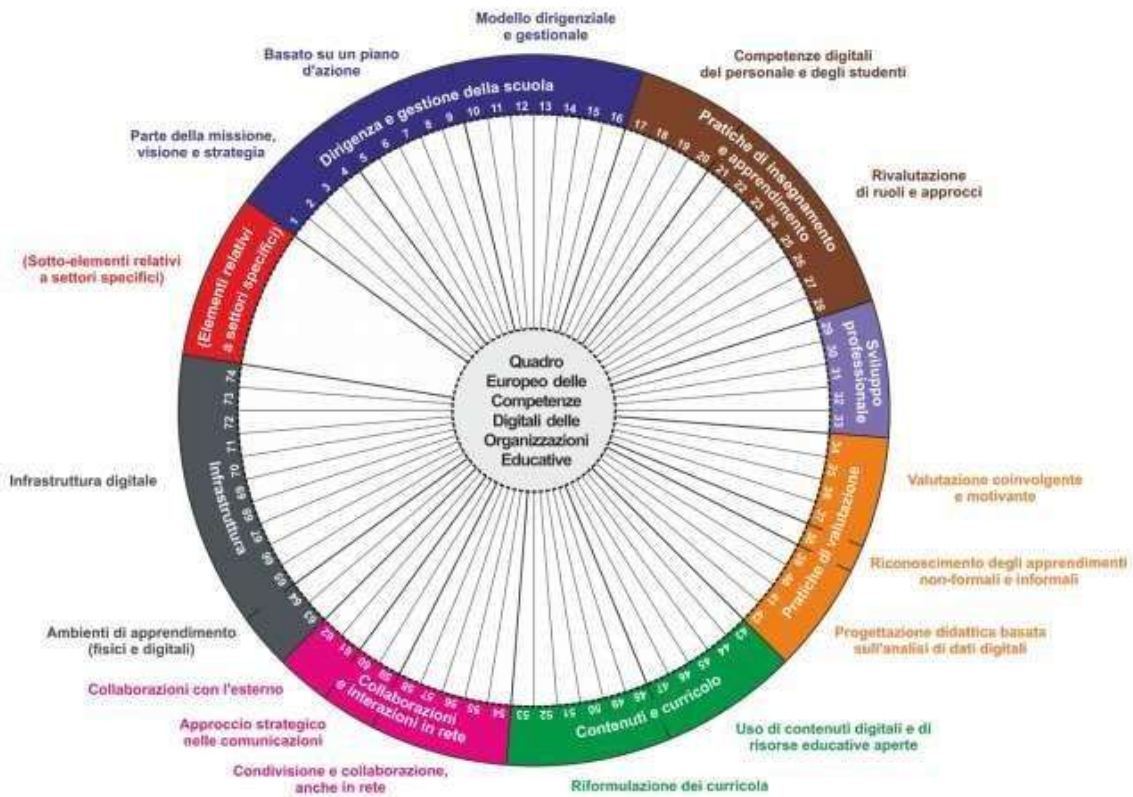 Modello dirigenziale
e gestionale
Basato su un piano
d'azione
Parte della missione,
visione e strategia
(Sotto-elementi relativi
a settori specifici)
Competenze digitali
del personale e degli studenti
Rivalutazione
di ruoli e approcci
Dirigenza e gestione della scuola
Pratiche di insegnamento
e apprendimento
Sviluppo
professionale
Valutazione coinvolgente
e motivante
Riconoscimento degli apprendimenti
non-formali e informali
Progettazione didattica basata
sull'analisi di dati digitali
Pratiche di valutazione
Contenuti e curricolo
Uso di contenuti digitali e di
risorse educative aperte
Riformulazione dei curricola
Collaborazioni
e interazioni in rete
Condivisione e collaborazione,
anche in rete
Approccio strategico
nelle comunicazioni
Collaborazioni con l'esterno
Infrastruttura
Ambienti di apprendimento
(fisici e digitali)
Infrastruttura digitale
(Elementi relativi
a settori specifici)
Quadro
Europeo delle
Competenze
Digitali delle
Organizzazioni
Educative
1 2 3 4 5 6 7 8 9 10 11 12 13 14 15 16
17 18 19 20 21 22 23 24 25 26 27 28
29 30 31 32 33
34 35 36 37 38 39 40 41 42
43 44 45 46 47 48 49 50 51 52 53
54 55 56 57 58 59 60 61 62
63 64 65 66 67 68 69 70 71 72 73 74